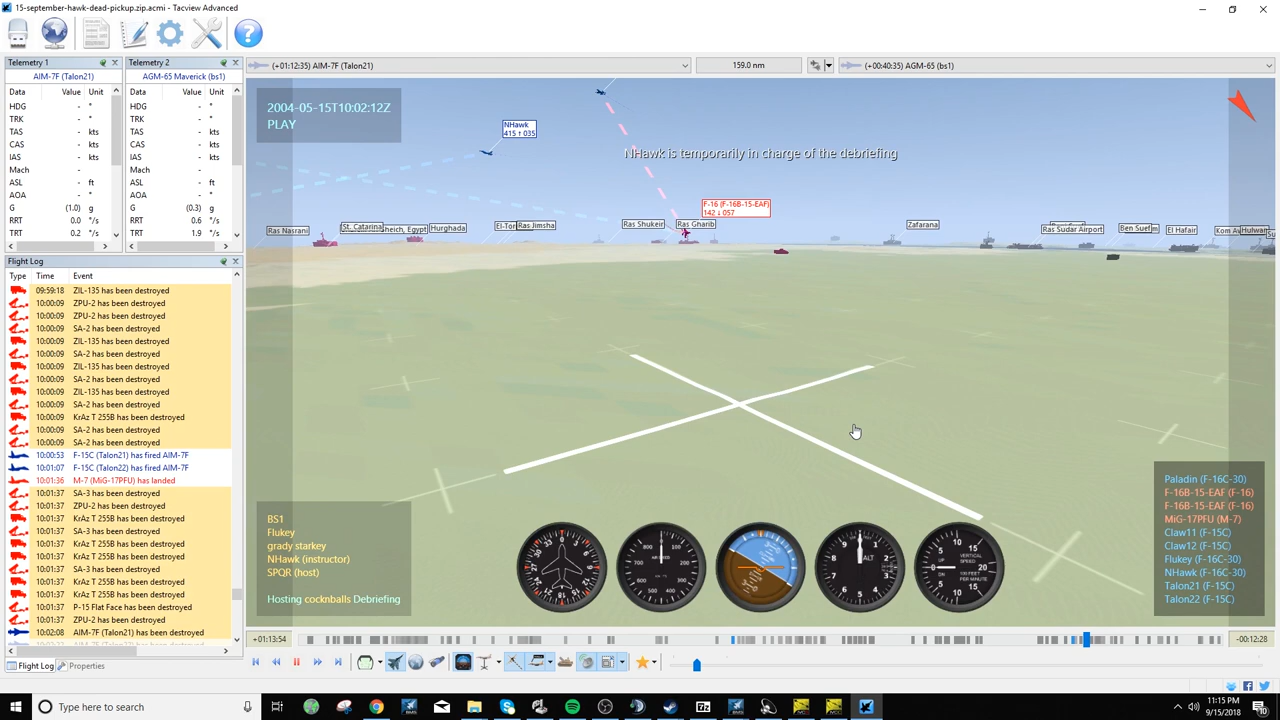 15-september-hawk-dead-pickup.zip.acmi - Tacview Advanced
Telemetry 1
Telemetry 2
AIM-7F (Talon21)
AGM-65 Maverick (bs1)
Data Value Unit
Data Value Unit
HDG - °
HDG - °
TRK - °
TRK - °
TAS - kts
TAS - kts
CAS - kts
CAS - kts
IAS - kts
IAS - kts
Mach -
Mach -
ASL - ft
ASL - ft
AOA - °
AOA - °
G (1.0) g
G (0.3) g
RRT 0.0 °/s
RRT 0.6 °/s
TRT 0.2 °/s
TRT 1.9 °/s
Flight Log
Type Time Event
09:59:18 ZIL-135 has been destroyed
10:00:09 ZPU-2 has been destroyed
10:00:09 ZPU-2 has been destroyed
10:00:09 SA-2 has been destroyed
10:00:09 ZIL-135 has been destroyed
10:00:09 SA-2 has been destroyed
10:00:09 ZIL-135 has been destroyed
10:00:09 SA-2 has been destroyed
10:00:09 ZIL-135 has been destroyed
10:00:09 SA-2 has been destroyed
10:00:09 KrAz T 255B has been destroyed
10:00:09 SA-2 has been destroyed
10:00:09 SA-2 has been destroyed
10:00:53 F-15C (Talon21) has fired AIM-7F
10:01:07 F-15C (Talon22) has fired AIM-7F
10:01:36 M-7 (MiG-17PFU) has landed
10:01:37 SA-3 has been destroyed
10:01:37 ZPU-2 has been destroyed
10:01:37 KrAz T 255B has been destroyed
10:01:37 SA-3 has been destroyed
10:01:37 KrAz T 255B has been destroyed
10:01:37 KrAz T 255B has been destroyed
10:01:37 SA-3 has been destroyed
10:01:37 KrAz T 255B has been destroyed
10:01:37 KrAz T 255B has been destroyed
10:01:37 P-15 Flat Face has been destroyed
10:01:37 ZPU-2 has been destroyed
10:02:08 AIM-7F (Talon21) has been destroyed
Flight Log
Properties
(+01:12:35) AIM-7F (Talon21)
159.0 nm
(+00:40:35) AGM-65 (bs1)
2004-05-15T10:02:12Z
PLAY
NHawk
415 ↑ 035
NHawk is temporarily in charge of the debriefing
F-16 (F-16B-15-EAF)
142 ↓ 057
Ras Nasrani
St. Catarina
heich, Egypt
Hurghada
El-Tor
Ras Jimsha
Ras Shukeir
Ras Gharib
Zafarana
Ras Sudar Airport
Ben Suef
El Hafair
BS1
Flukey
grady starkey
NHawk (instructor)
SPQR (host)
Hosting cocknballs Debriefing
Paladin (F-16C-30)
F-16B-15-EAF (F-16)
F-16B-15-EAF (F-16)
MiG-17PFU (M-7)
Claw11 (F-15C)
Claw12 (F-15C)
Flukey (F-16C-30)
NHawk (F-16C-30)
Talon21 (F-15C)
Talon22 (F-15C)
+01:13:54
-00:12:28
Type here to search
11:15 PM
9/15/2018